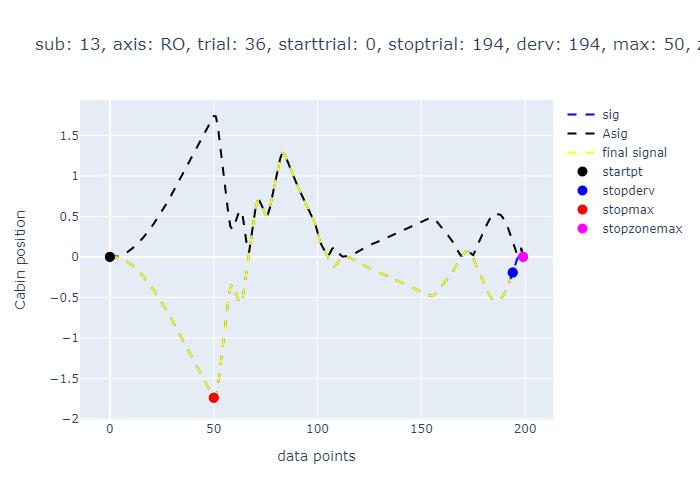 sub: 13, axis: RO, trial: 36, starttrial: 0, stoptrial: 194, derv: 194, max: 50,
sig
Asig
final signal
startpt
stopderv
stopmax
stopzonemax
Cabin position
1.5
1
0.5
0
−0.5
−1
−1.5
−2
0
50
100
150
200
data points